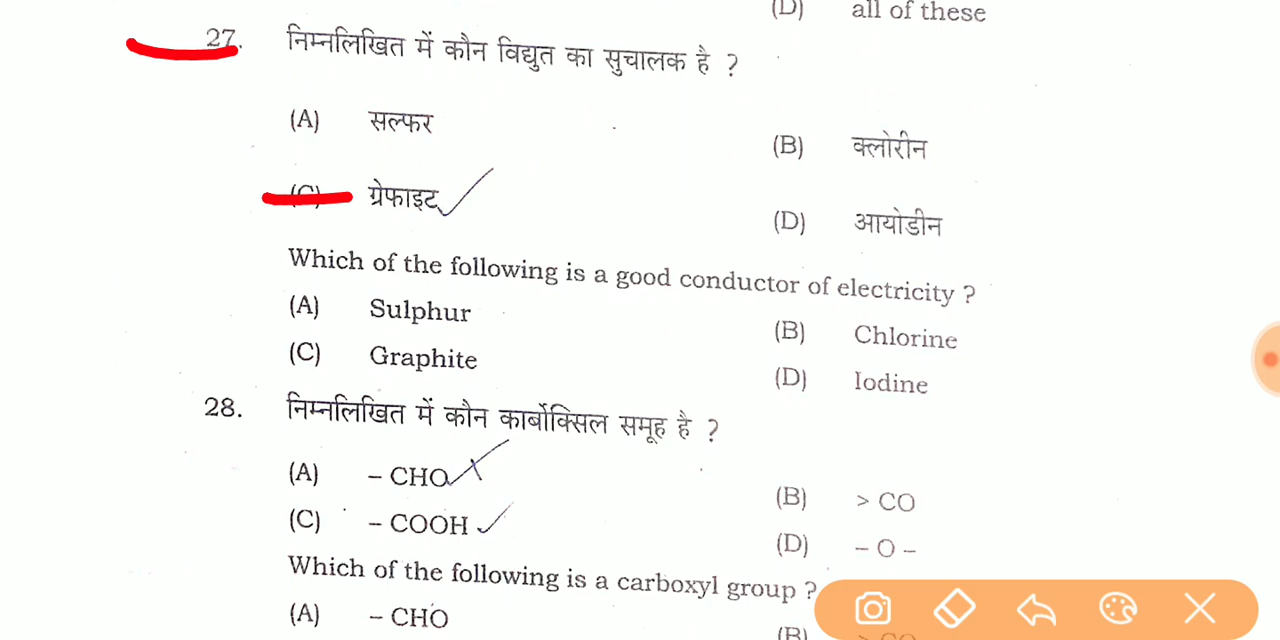 (D) all of these
27. निम्नलिखित में कौन विद्युत का सुचालक है ?
(A) सल्फर
(B) क्लोरीन
(C) ग्रेफाइट
(D) आयोडीन
Which of the following is a good conductor of electricity ?
(A) Sulphur
(B) Chlorine
(C) Graphite
(D) Iodine
28. निम्नलिखित में कौन कार्बोक्सिल समूह है ?
(A) – CHO
(B) > CO
(C) – COOH
(D) – O –
Which of the following is a carboxyl group ?
(A) – CHO
(B) > CO